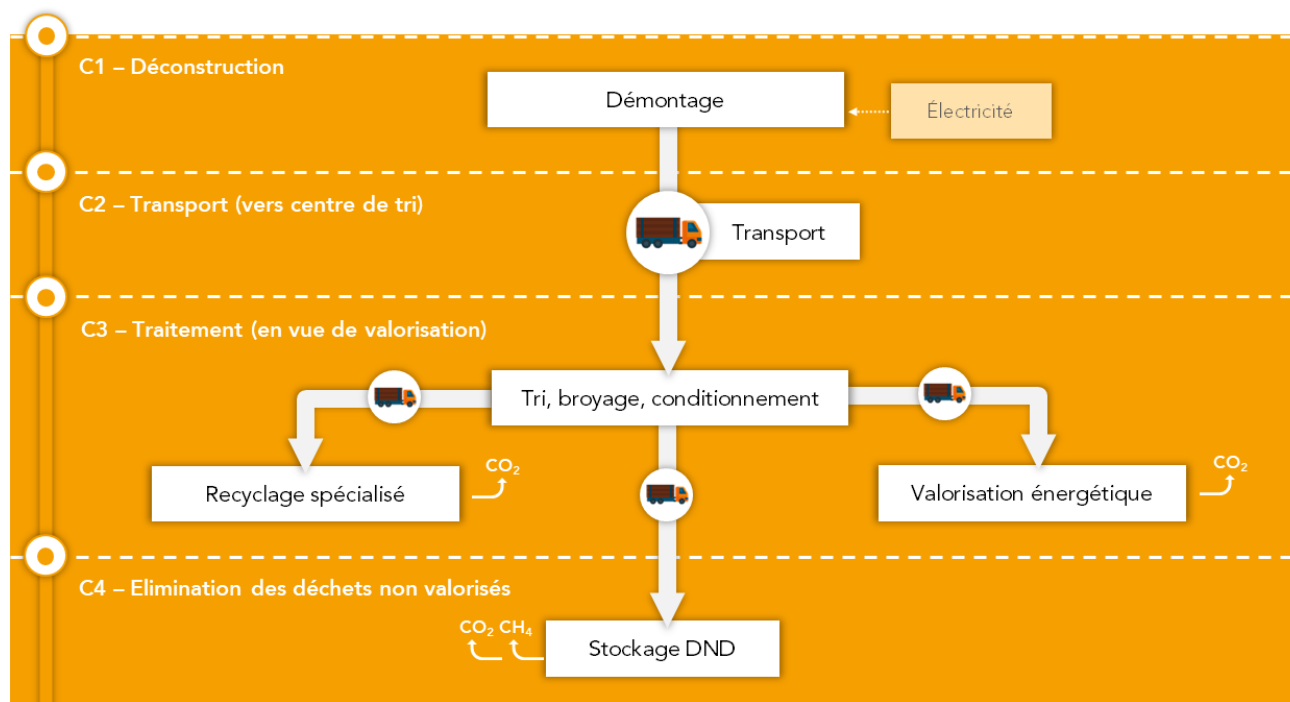 C1 – Déconstruction
Démontage
Électricité
C2 – Transport (vers centre de tri)
Transport
C3 – Traitement (en vue de valorisation)
Tri, broyage, conditionnement
Recyclage spécialisé
CO₂
Valorisation énergétique
CO₂
C4 – Elimination des déchets non valorisés
CO₂ CH₄
Stockage DND